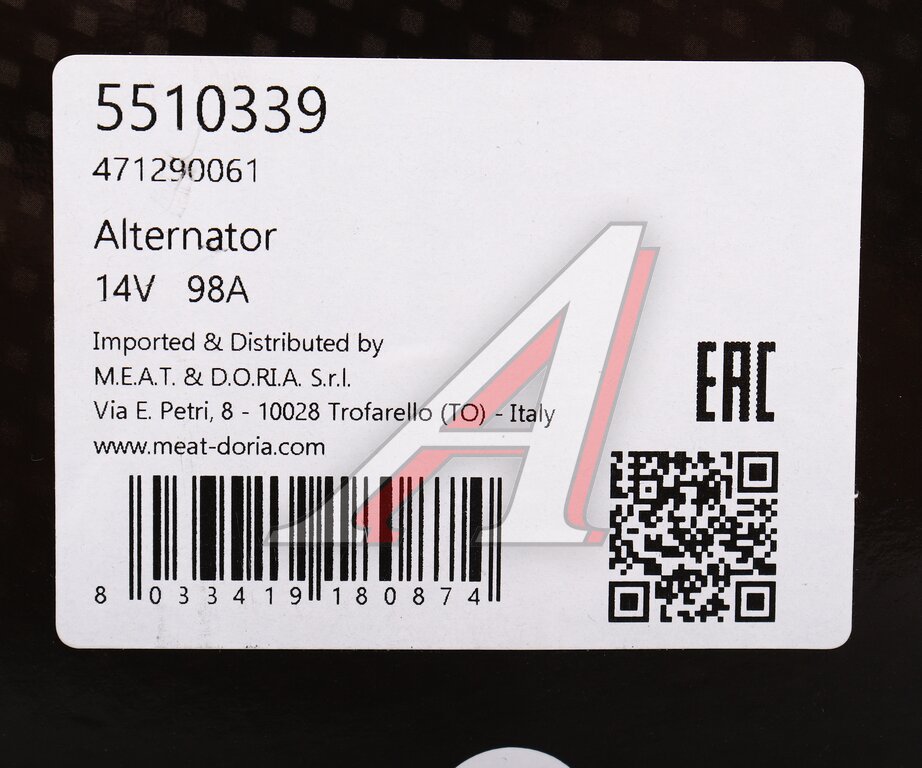 5510339
471290061
Alternator
14V 98A
Imported & Distributed by
M.E.A.T. & D.O.RI.A. S.r.l.
Via E. Petri, 8 - 10028 Trofarello (TO) - Italy
www.meat-doria.com
EAC
8 033419 180874
A